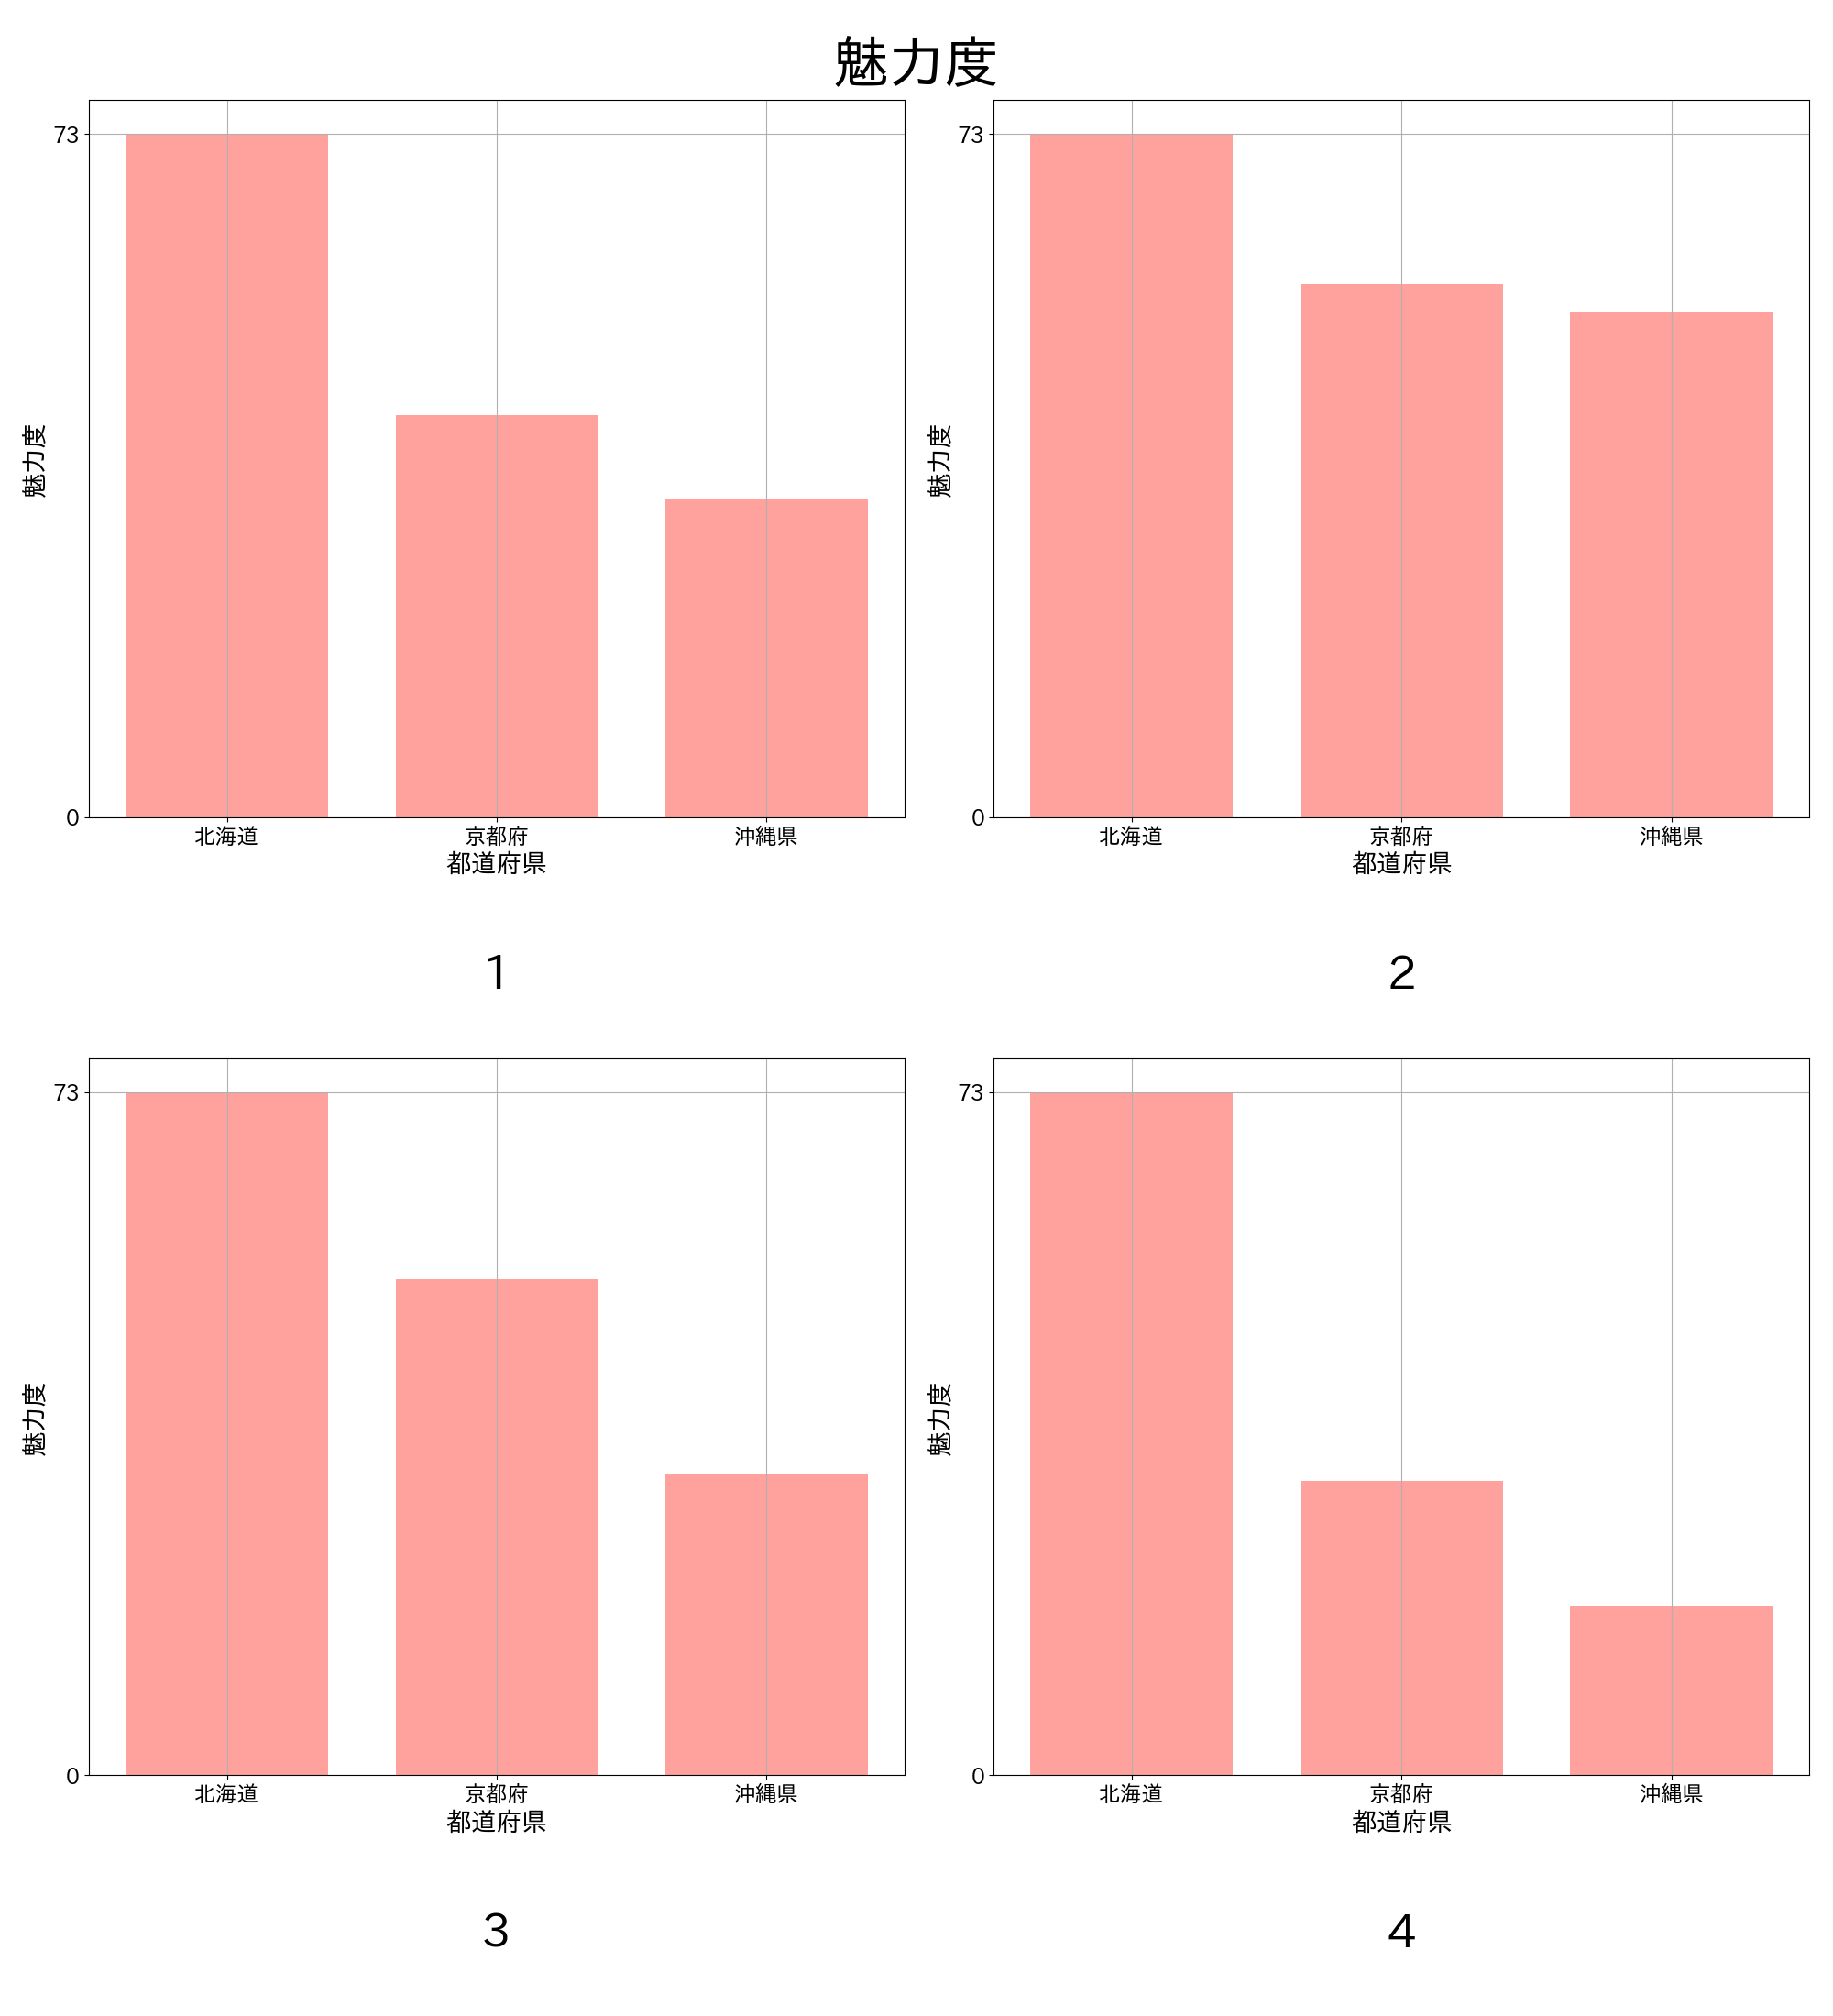 魅力度
73
0
魅力度
北海道 京都府 沖縄県
都道府県
1
73
0
魅力度
北海道 京都府 沖縄県
都道府県
2
73
0
魅力度
北海道 京都府 沖縄県
都道府県
3
73
0
魅力度
北海道 京都府 沖縄県
都道府県
4